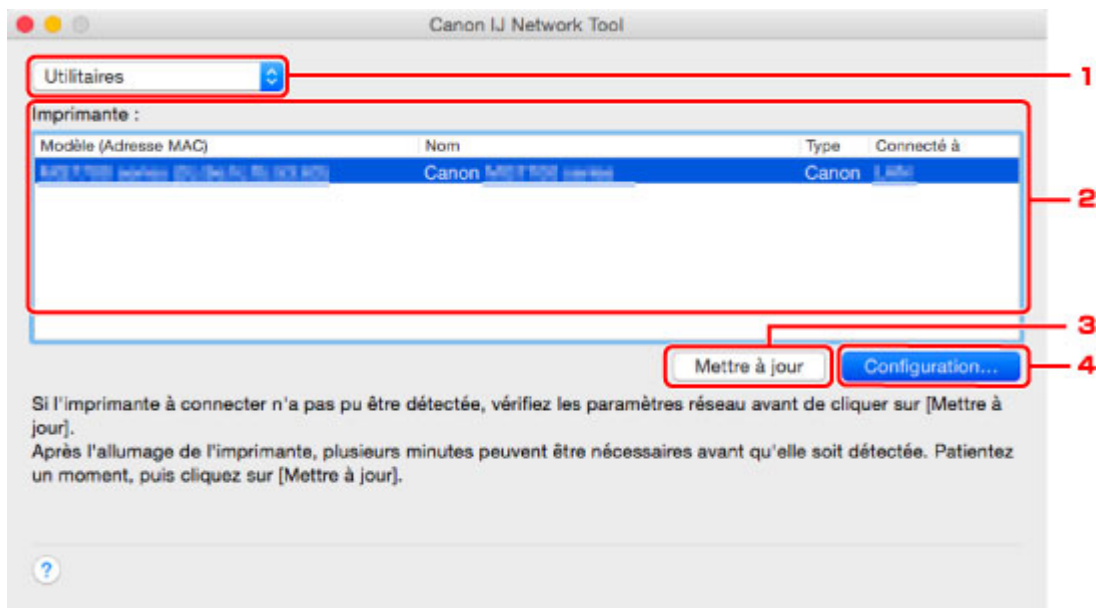 Canon IJ Network Tool
Utilitaires
1
Imprimante :
Modèle (Adresse MAC) Nom Type Connecté à
Canon Canon
2
3
Mettre à jour Configuration...
4
Si l'imprimante à connecter n'a pas pu être détectée, vérifiez les paramètres réseau avant de cliquer sur [Mettre à
jour].
Après l'allumage de l'imprimante, plusieurs minutes peuvent être nécessaires avant qu'elle soit détectée. Patientez
un moment, puis cliquez sur [Mettre à jour].
?